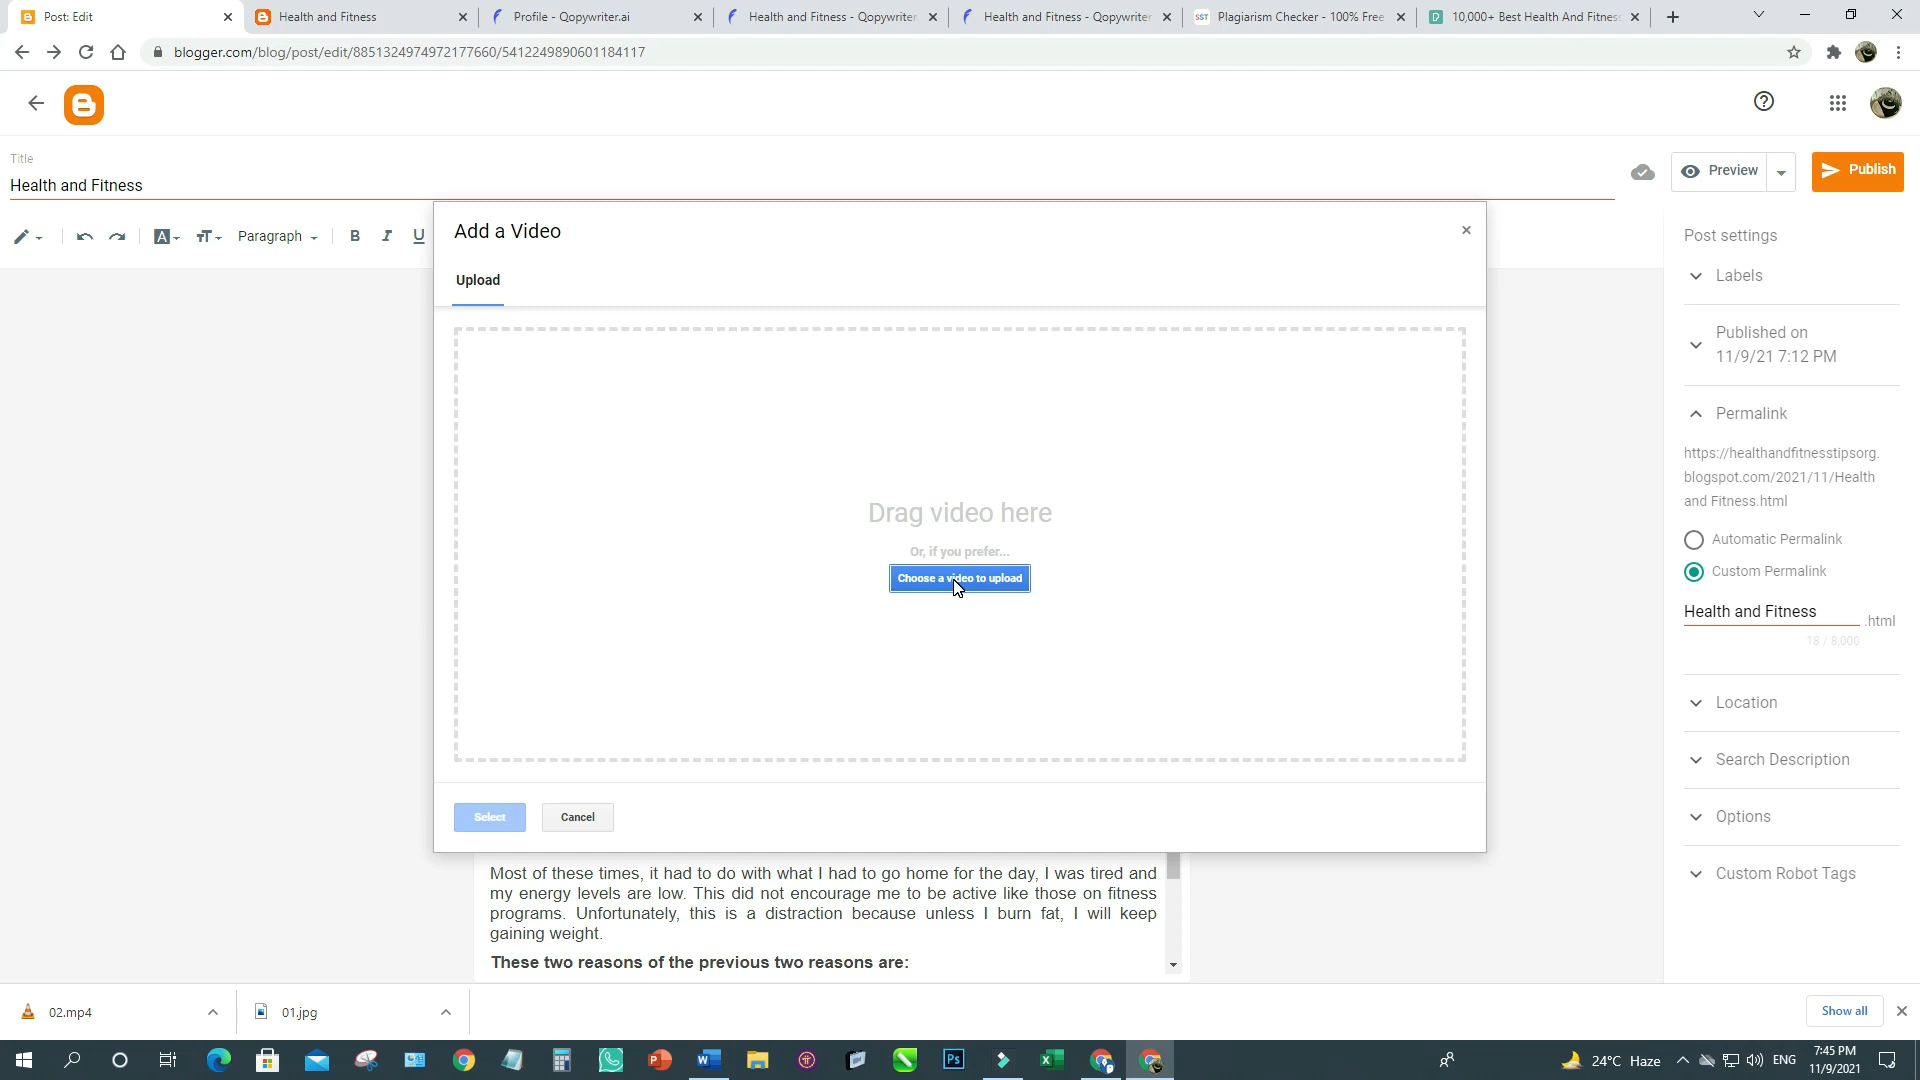 Post: Edit
Health and Fitness
Profile - Qopywriter.ai
Health and Fitness - Qopywriter
Health and Fitness - Qopywriter
SST
Plagiarism Checker - 100% Free
D
10,000+ Best Health And Fitness
blogger.com/blog/post/edit/8851324974972177660/5412249890601184117
Title
Health and Fitness
Preview
Publish
Paragraph
B
I
U
Add a Video
Upload
Drag video here
Or, if you prefer...
Choose a video to upload
Select
Cancel
Post settings
Labels
Published on
11/9/21 7:12 PM
Permalink
https://healthandfitnesstipsorg.
blogspot.com/2021/11/Health
and Fitness.html
Automatic Permalink
Custom Permalink
Health and Fitness
.html
18 / 8,000
Location
Search Description
Options
Custom Robot Tags
Most of these times, it had to do with what I had to go home for the day, I was tired and
my energy levels are low. This did not encourage me to be active like those on fitness
programs. Unfortunately, this is a distraction because unless I burn fat, I will keep
gaining weight.
These two reasons of the previous two reasons are:
02.mp4
01.jpg
Show all
24°C Haze
ENG
7:45 PM
11/9/2021